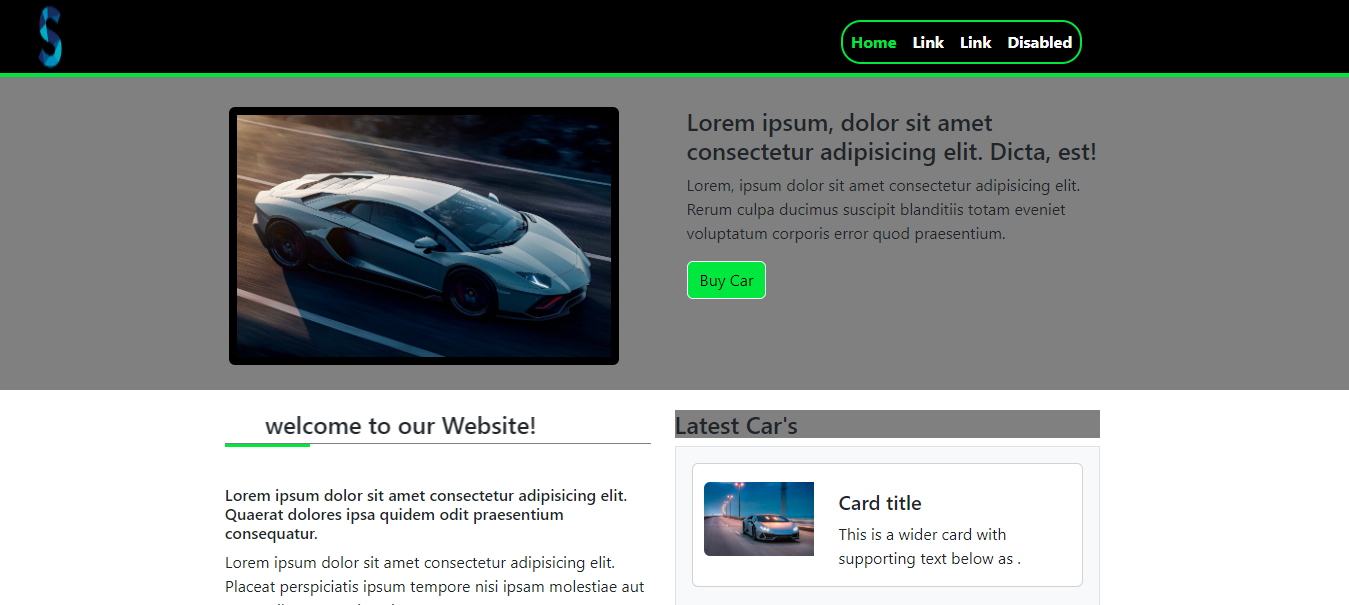 S
Home Link Link Disabled
Lorem ipsum, dolor sit amet
consectetur adipisicing elit. Dicta, est!
Lorem, ipsum dolor sit amet consectetur adipisicing elit.
Rerum culpa ducimus suscipit blanditiis totam eveniet
voluptatum corporis error quod praesentium.
Buy Car
welcome to our Website!
Lorem ipsum dolor sit amet consectetur adipisicing elit.
Quaerat dolores ipsa quidem odit praesentium
consequatur.
Lorem ipsum dolor sit amet consectetur adipisicing elit.
Placeat perspiciatis ipsum tempore nisi ipsam molestiae aut
Latest Car's
Card title
This is a wider card with
supporting text below as .